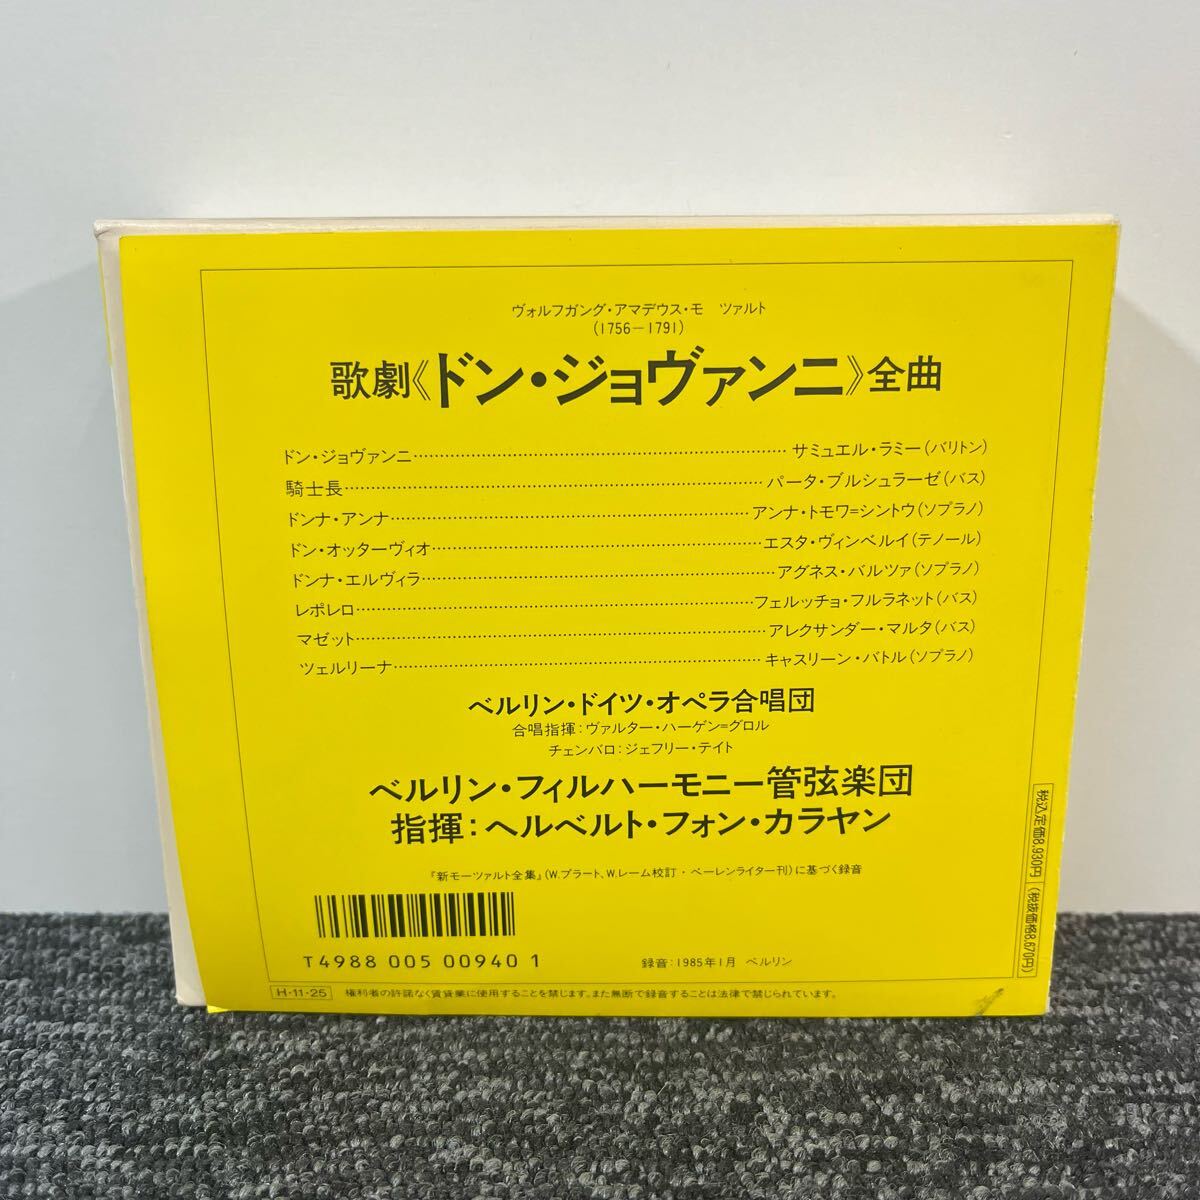 ヴォルフガング・アマデウス・モ　ツァルト
(1756－1791)
歌劇《ドン・ジョヴァンニ》全曲
ドン・ジョヴァンニ……サミュエル・ラミー(バリトン)
騎士長……パータ・ブルシュラーゼ(バス)
ドンナ・アンナ……アンナ・トモワ=シントウ(ソプラノ)
ドン・オッターヴィオ……エスタ・ヴィンベルイ(テノール)
ドンナ・エルヴィラ……アグネス・バルツァ(ソプラノ)
レポレロ……フェルッチョ・フルラネット(バス)
マゼット……アレクサンダー・マルタ(バス)
ツェルリーナ……キャスリーン・バトル(ソプラノ)
ベルリン・ドイツ・オペラ合唱団
合唱指揮：ヴァルター・ハーゲン=グロル
チェンバロ：ジェフリー・テイト
ベルリン・フィルハーモニー管弦楽団
指揮：ヘルベルト・フォン・カラヤン
『新モーツァルト全集』(W.プラート、W.レーム校訂・ベーレンライター刊)に基づく録音
T4988 005 00940 1
録音：1985年1月　ベルリン
H・11・25　権利者の許諾なく賃貸業に使用することを禁じます。また無断で録音することは法律で禁じられています。
税込定価8,930円(税抜価格8,670円)